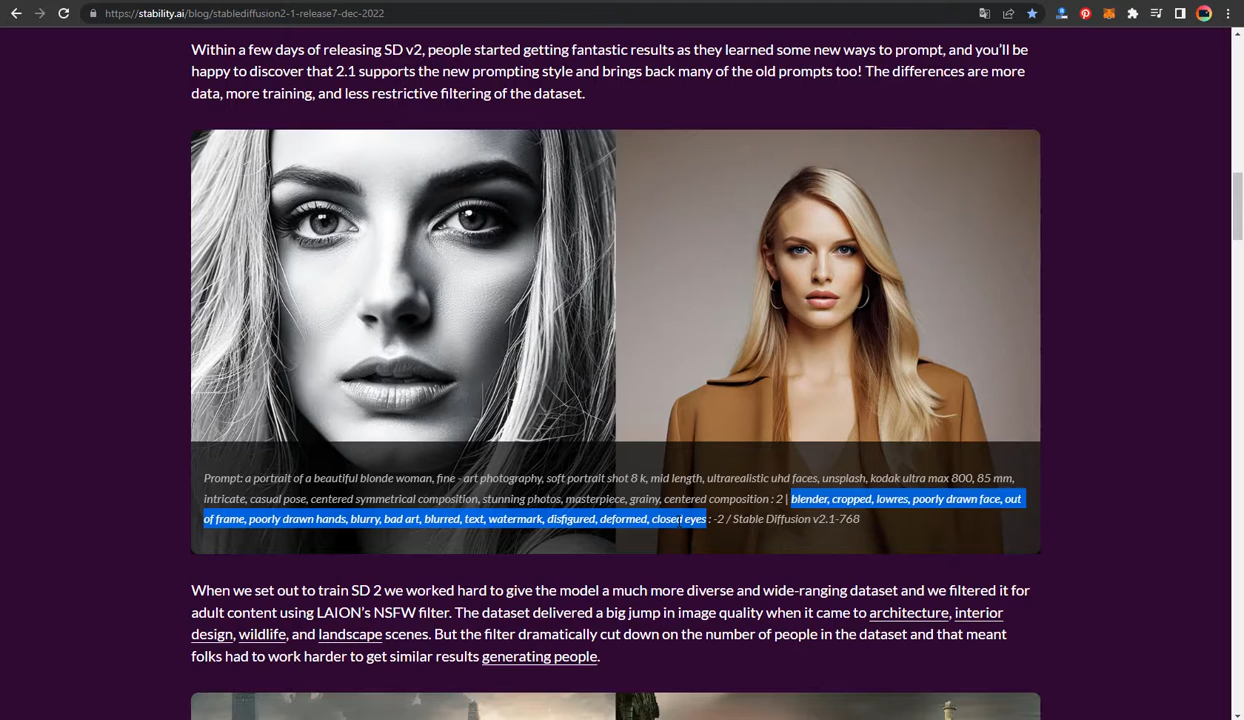 https://stability.ai/blog/stablediffusion2-1-release7-dec-2022
Within a few days of releasing SD v2, people started getting fantastic results as they learned some new ways to prompt, and you'll be
happy to discover that 2.1 supports the new prompting style and brings back many of the old prompts too! The differences are more
data, more training, and less restrictive filtering of the dataset.
Prompt: a portrait of a beautiful blonde woman, fine - art photography, soft portrait shot 8 k, mid length, ultrarealistic uhd faces, unsplash, kodak ultra max 800, 85 mm,
intricate, casual pose, centered symmetrical composition, stunning photos, masterpiece, grainy, centered composition : 2 | blender, cropped, lowres, poorly drawn face, out
of frame, poorly drawn hands, blurry, bad art, blurred, text, watermark, disfigured, deformed, closed eyes : -2 / Stable Diffusion v2.1-768
When we set out to train SD 2 we worked hard to give the model a much more diverse and wide-ranging dataset and we filtered it for
adult content using LAION's NSFW filter. The dataset delivered a big jump in image quality when it came to architecture, interior
design, wildlife, and landscape scenes. But the filter dramatically cut down on the number of people in the dataset and that meant
folks had to work harder to get similar results generating people.